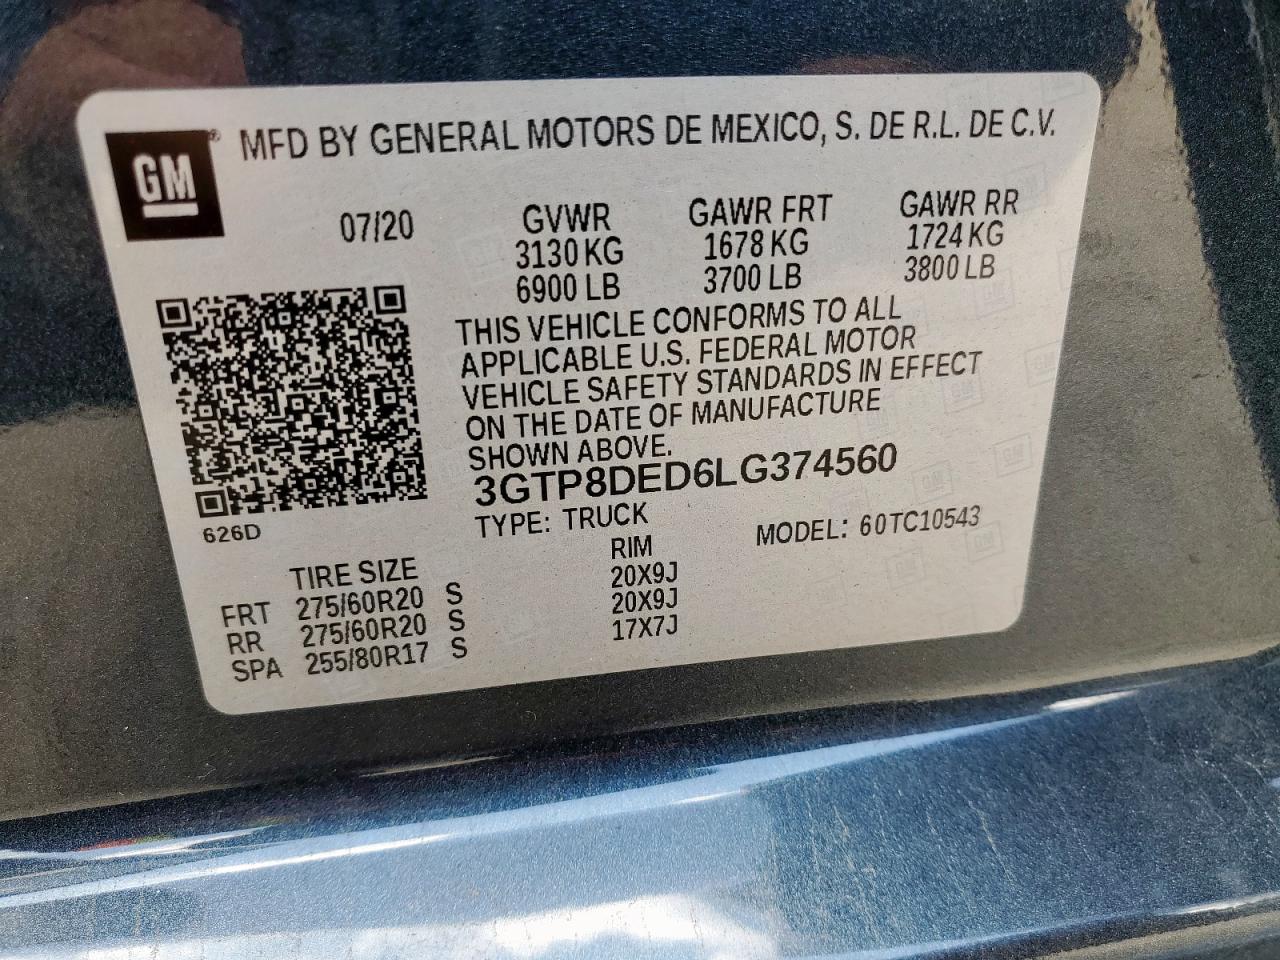 GM®
MFD BY GENERAL MOTORS DE MEXICO, S. DE R.L. DE C.V.
07/20
GVWR GAWR FRT GAWR RR
3130 KG 1678 KG 1724 KG
6900 LB 3700 LB 3800 LB
THIS VEHICLE CONFORMS TO ALL
APPLICABLE U.S. FEDERAL MOTOR
VEHICLE SAFETY STANDARDS IN EFFECT
ON THE DATE OF MANUFACTURE
SHOWN ABOVE.
3GTP8DED6LG374560
626D
TYPE: TRUCK MODEL: 60TC10543
TIRE SIZE RIM
FRT 275/60R20 S 20X9J
RR 275/60R20 S 20X9J
SPA 255/80R17 S 17X7J